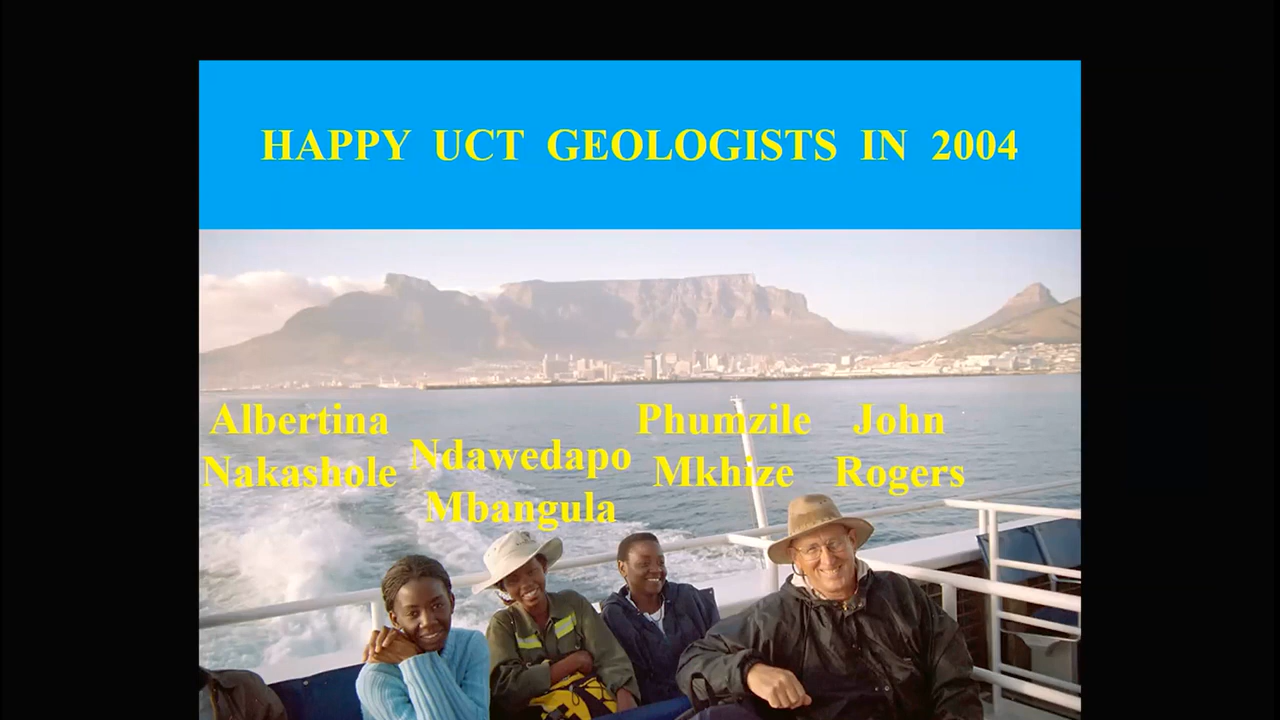 HAPPY UCT GEOLOGISTS IN 2004
Albertina
Nakashole
Ndawedapo
Mbangula
Phumzile
Mkhize
John
Rogers